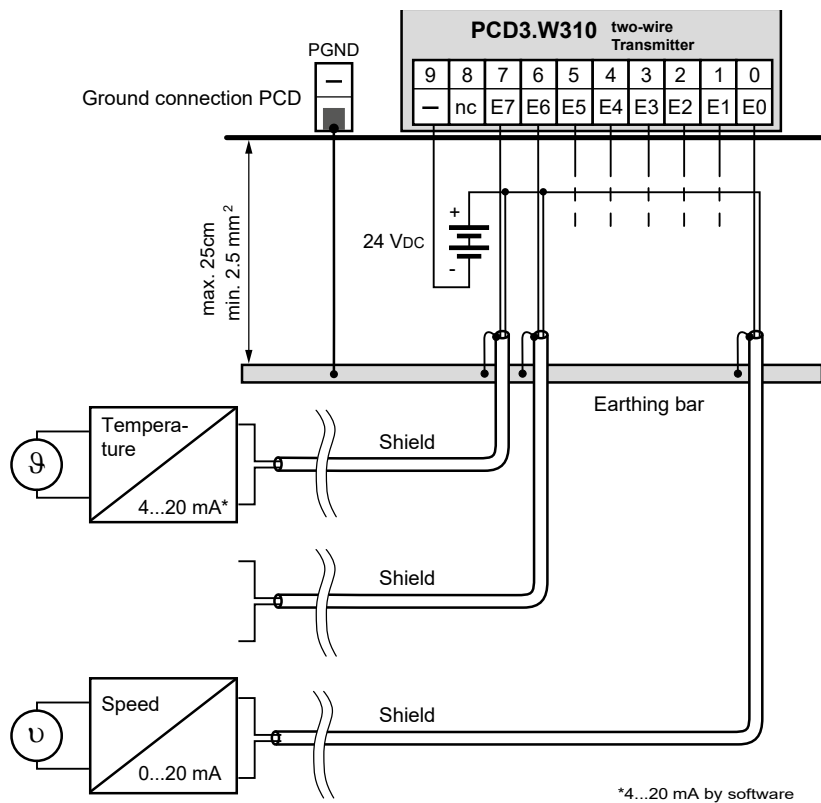 PCD3.W310 two-wire
Transmitter
PGND
–
Ground connection PCD
9 8 7 6 5 4 3 2 1 0
– nc E7 E6 E5 E4 E3 E2 E1 E0
max. 25cm
min. 2.5 mm²
24 VDC
+
-
Earthing bar
Tempera-
ture
4...20 mA*
ϑ
Shield
Shield
Speed
0...20 mA
υ
Shield
*4...20 mA by software